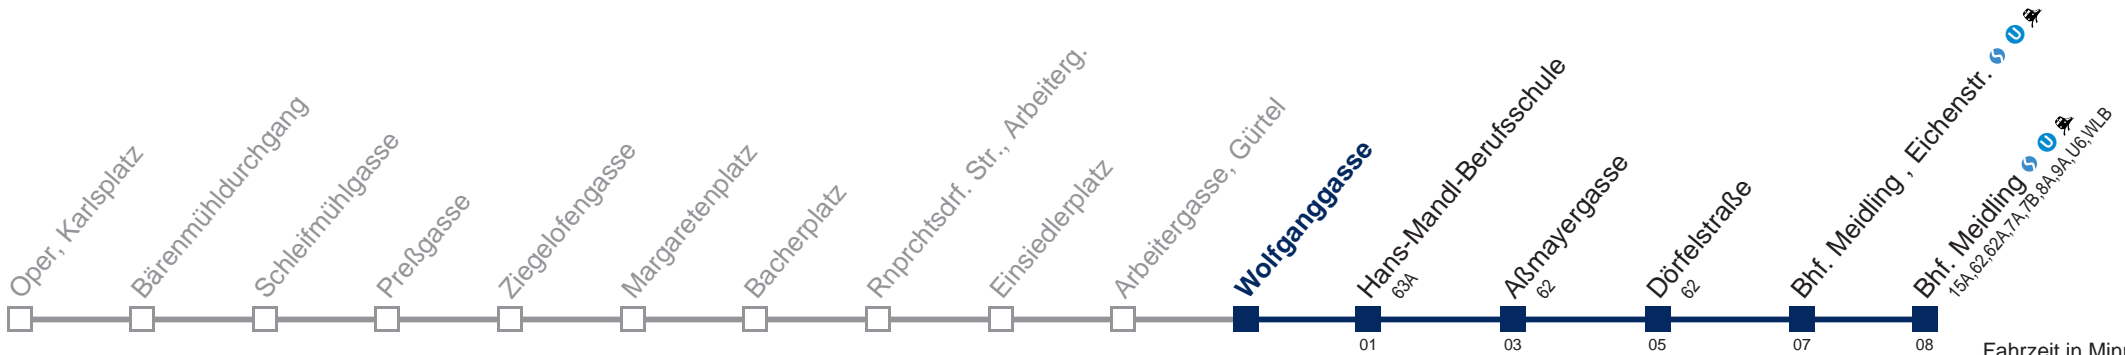 Oper, Karlsplatz
Bärenmühldurchgang
Schleifmühlgasse
Preßgasse
Ziegelofengasse
Margaretenplatz
Bacherplatz
Rnprchtsdrf. Str., Arbeiterg.
Einsiedlerplatz
Arbeitergasse, Gürtel
Wolfganggasse
Hans-Mandl-Berufsschule
63A
Aßmayergasse
62
Dörfelstraße
62
Bhf. Meidling , Eichenstr. S U
Bhf. Meidling S U
15A,62,62A,7A,7B,8A,9A,U6,WLB
01 03 05 07 08
Fahrzeit in